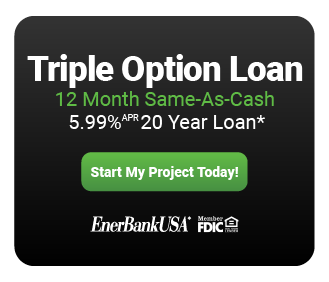 Triple Option Loan
12 Month Same-As-Cash
5.99%APR 20 Year Loan*
Start My Project Today!
EnerBankUSA® Member FDIC